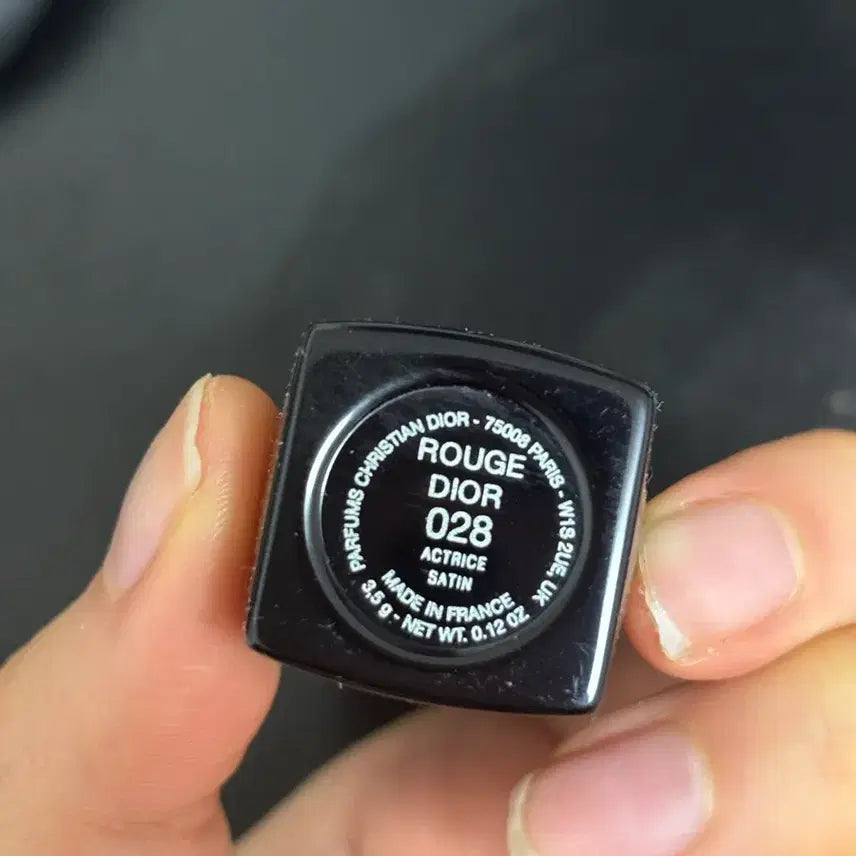 PARFUMS CHRISTIAN DIOR - 75008 PARIS - W1S 2UE, UK
ROUGE
DIOR
028
ACTRICE
SATIN
MADE IN FRANCE
3,5 g - NET WT. 0.12 OZ